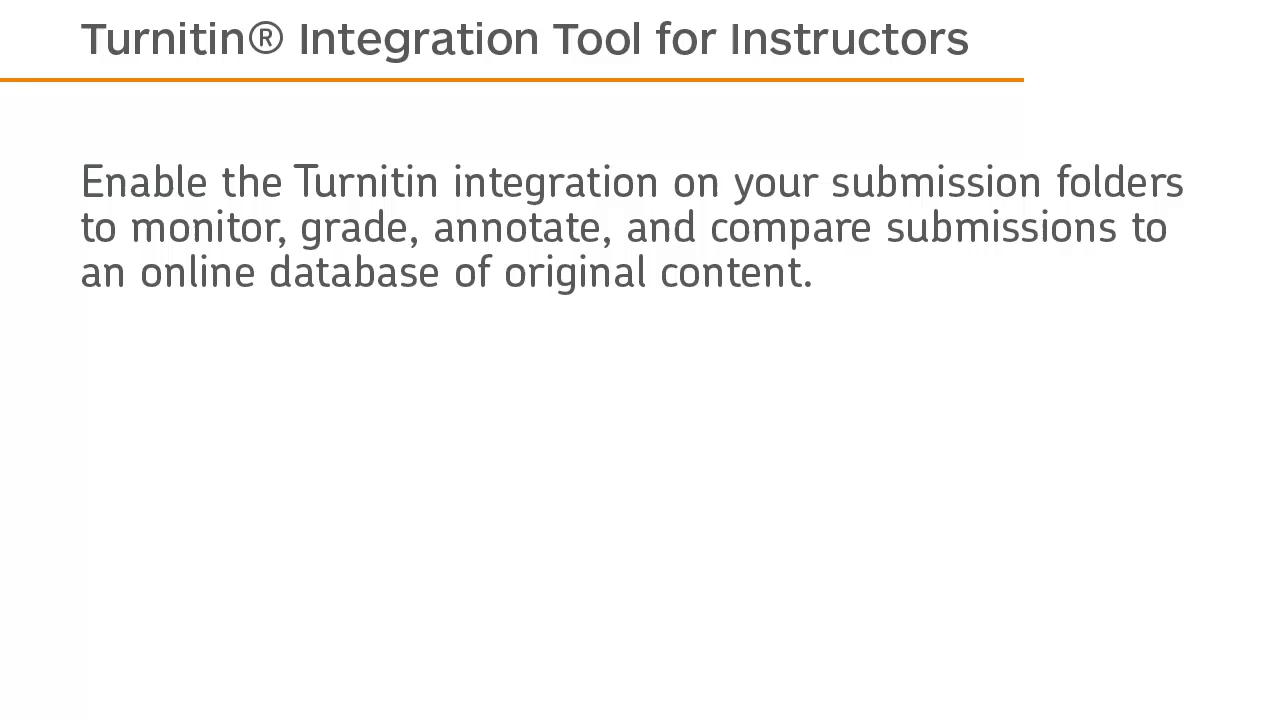 Turnitin® Integration Tool for Instructors
Enable the Turnitin integration on your submission folders
to monitor, grade, annotate, and compare submissions to
an online database of original content.